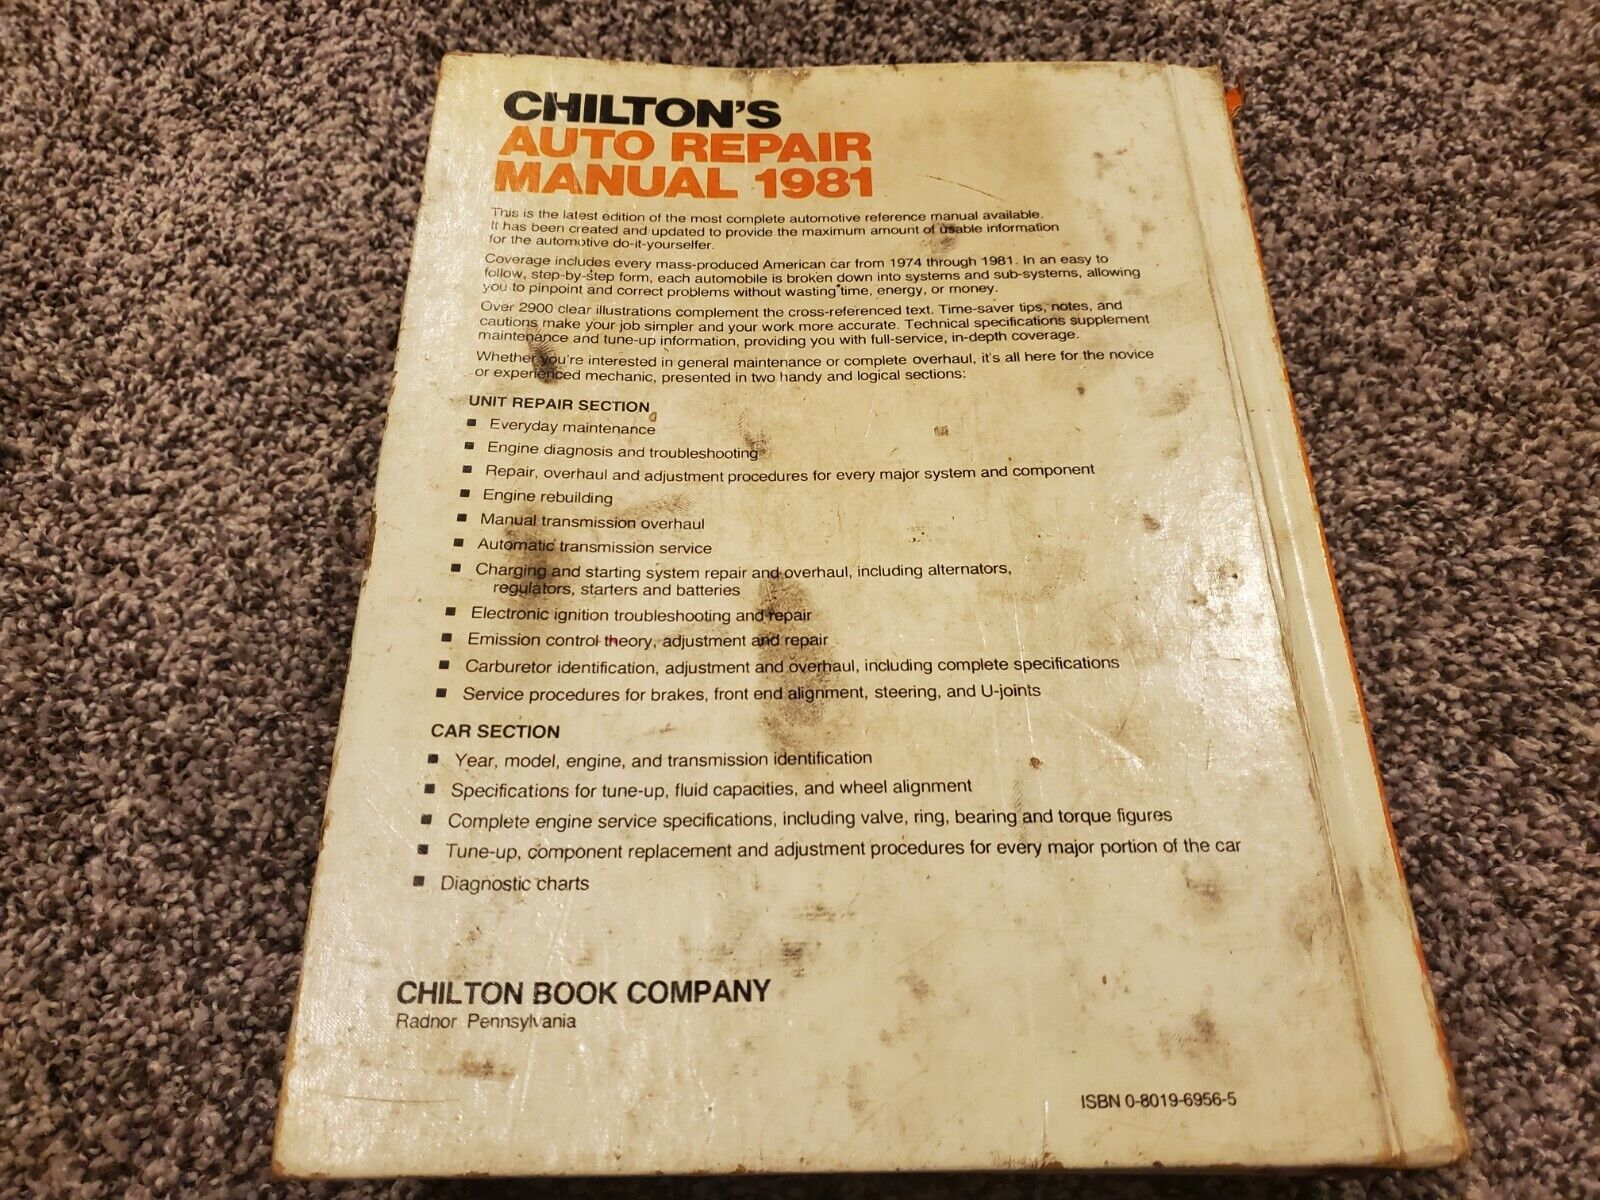 CHILTON'S
AUTO REPAIR
MANUAL 1981
This is the latest edition of the most complete automotive reference manual available.
It has been created and updated to provide the maximum amount of usable information
for the automotive do-it-yourselfer.
Coverage includes every mass-produced American car from 1974 through 1981. In an easy to
follow, step-by-step form, each automobile is broken down into systems and sub-systems, allowing
you to pinpoint and correct problems without wasting time, energy, or money.
Over 2900 clear illustrations complement the cross-referenced text. Time-saver tips, notes, and
cautions make your job simpler and your work more accurate. Technical specifications supplement
maintenance and tune-up information, providing you with full-service, in-depth coverage.
Whether you're interested in general maintenance or complete overhaul, it's all here for the novice
or experienced mechanic, presented in two handy and logical sections:
UNIT REPAIR SECTION
■ Everyday maintenance
■ Engine diagnosis and troubleshooting
■ Repair, overhaul and adjustment procedures for every major system and component
■ Engine rebuilding
■ Manual transmission overhaul
■ Automatic transmission service
■ Charging and starting system repair and overhaul, including alternators,
regulators, starters and batteries
■ Electronic ignition troubleshooting and repair
■ Emission control theory, adjustment and repair
■ Carburetor identification, adjustment and overhaul, including complete specifications
■ Service procedures for brakes, front end alignment, steering, and U-joints
CAR SECTION
■ Year, model, engine, and transmission identification
■ Specifications for tune-up, fluid capacities, and wheel alignment
■ Complete engine service specifications, including valve, ring, bearing and torque figures
■ Tune-up, component replacement and adjustment procedures for every major portion of the car
■ Diagnostic charts
CHILTON BOOK COMPANY
Radnor Pennsylvania
ISBN 0-8019-6956-5